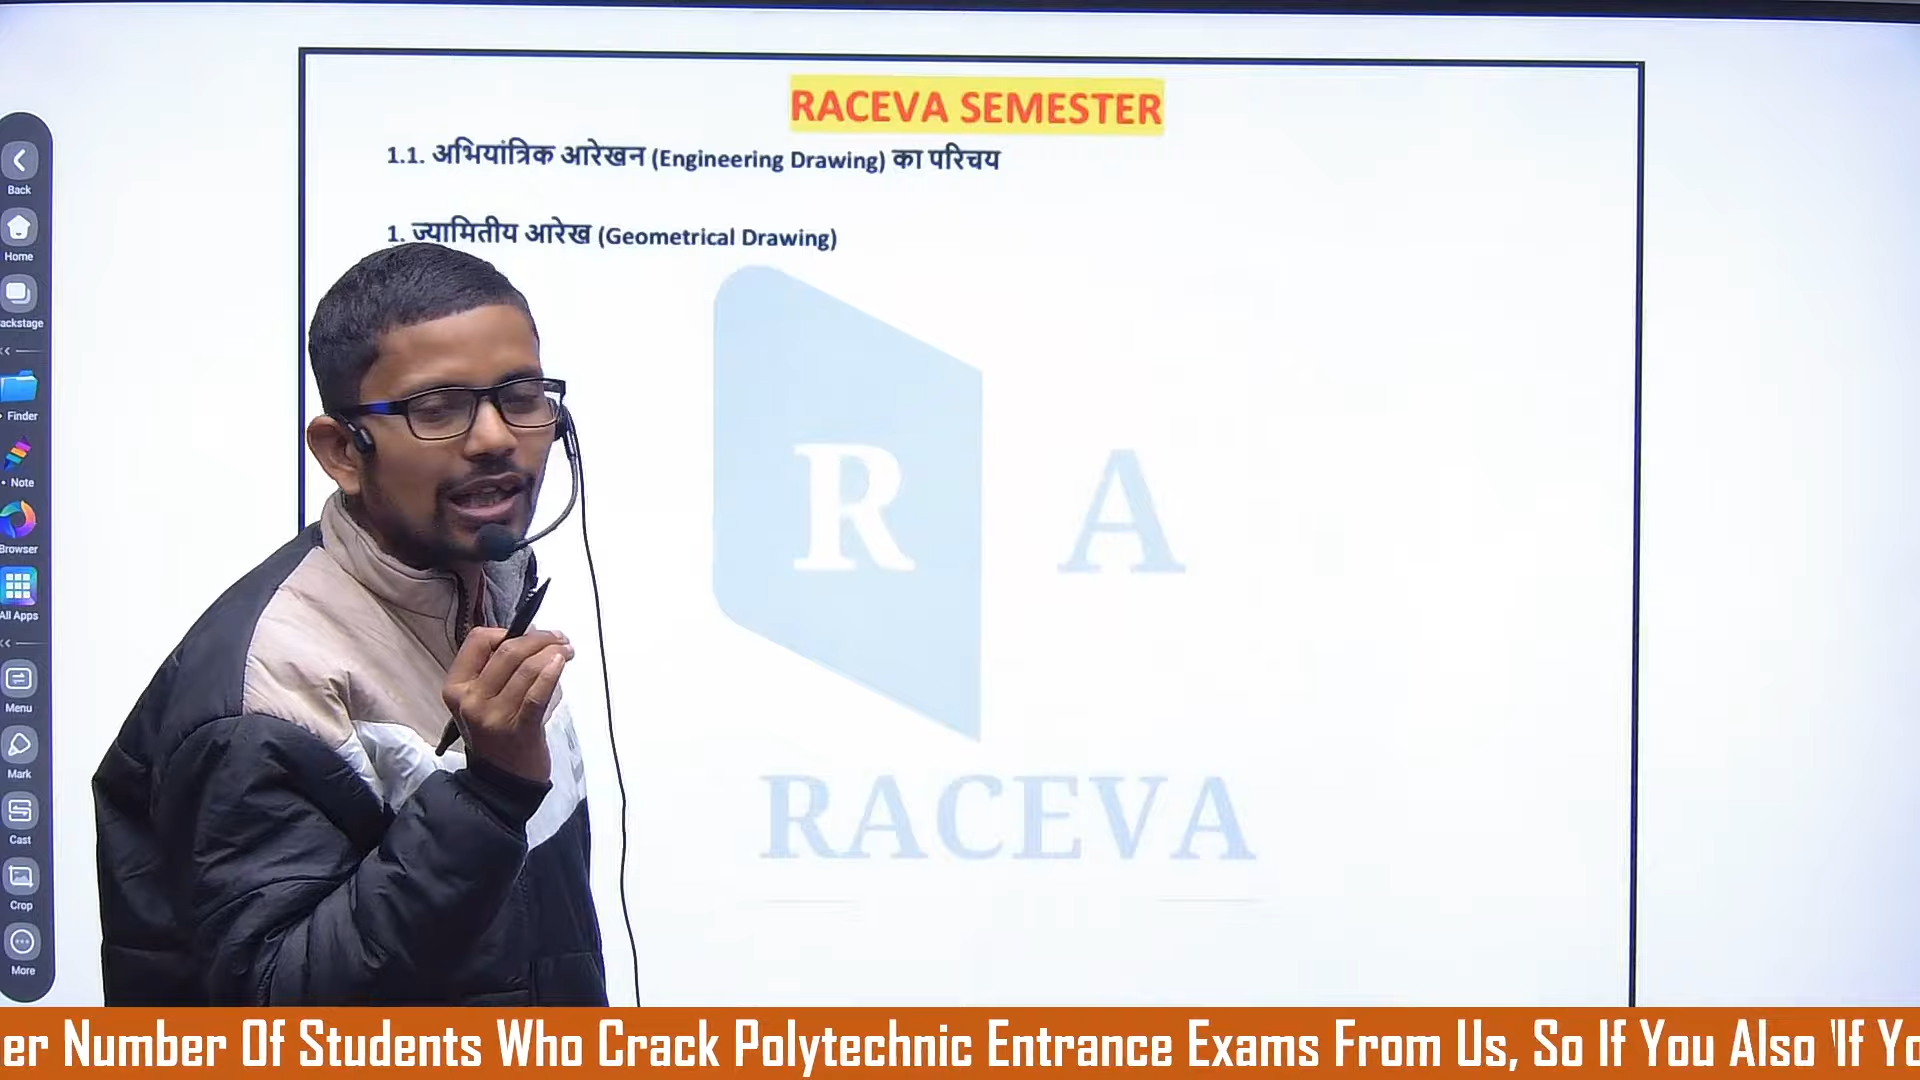 RACEVA SEMESTER
1.1. अभियांत्रिक आरेखन (Engineering Drawing) का परिचय
1. ज्यामितीय आरेख (Geometrical Drawing)
Back
Home
ackstage
Finder
Note
Browser
All Apps
Menu
Mark
Cast
Crop
More
R A
RACEVA
er Number Of Students Who Crack Polytechnic Entrance Exams From Us, So If You Also If Yo